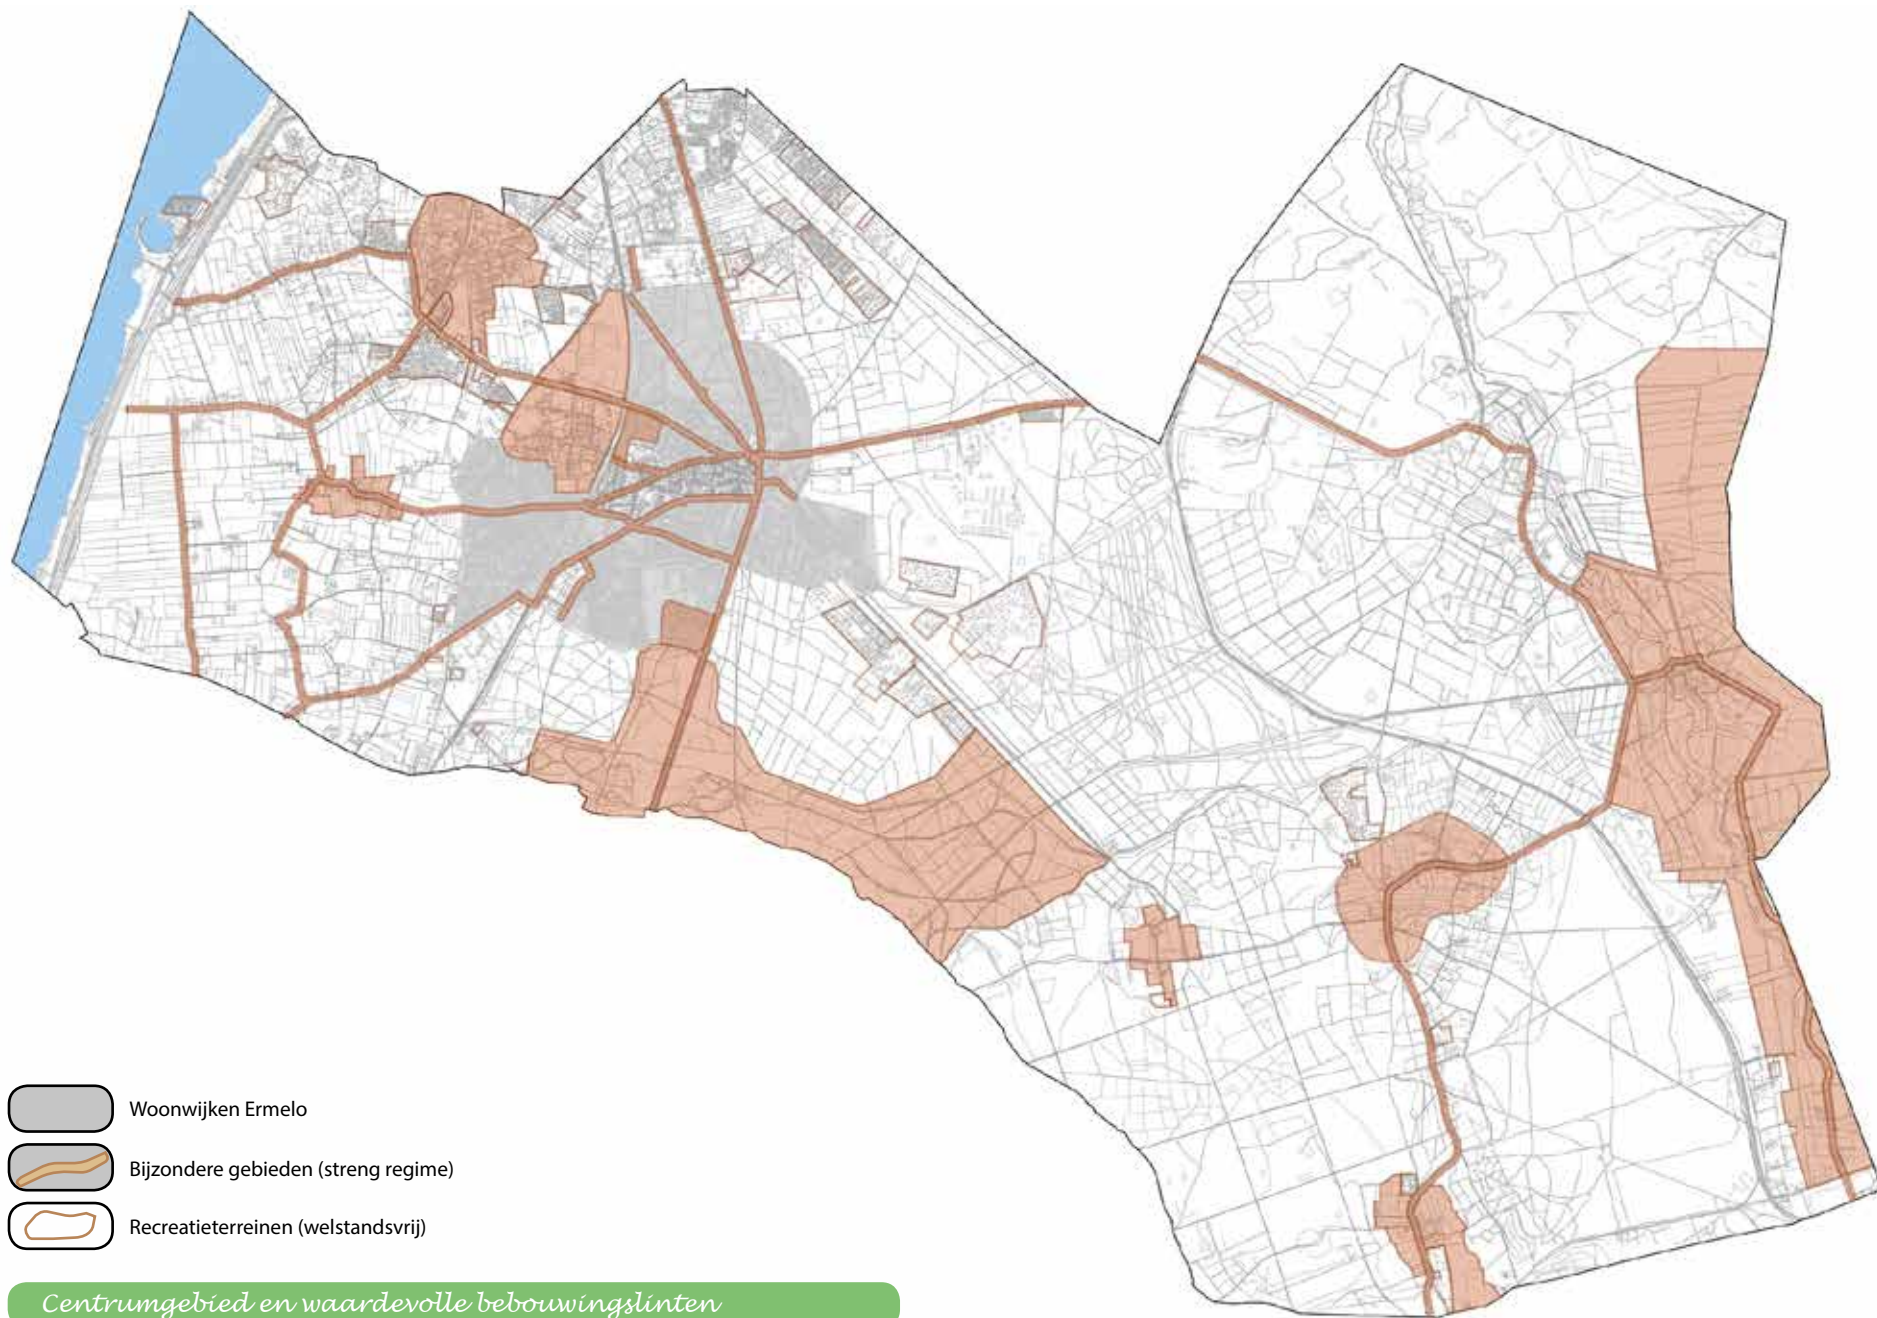 Woonwijken Ermelo
Bijzondere gebieden (streng regime)
Recreatieterreinen (welstandsvrij)
Centrumgebied en waardevolle bebouwingslinten